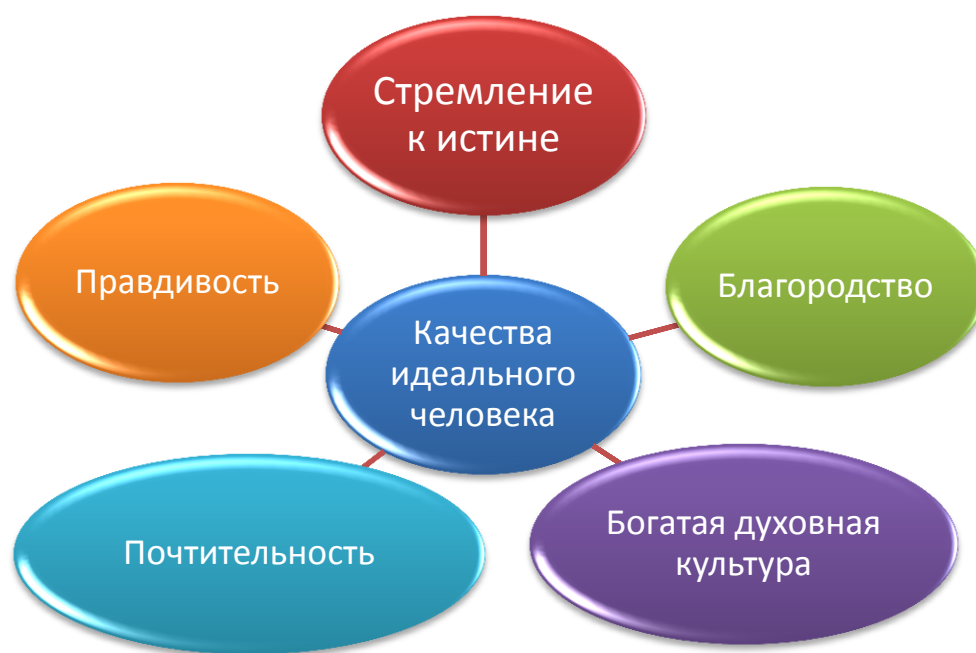 Стремление
к истине
Правдивость
Благородство
Качества
идеального
человека
Почтительность
Богатая духовная
культура